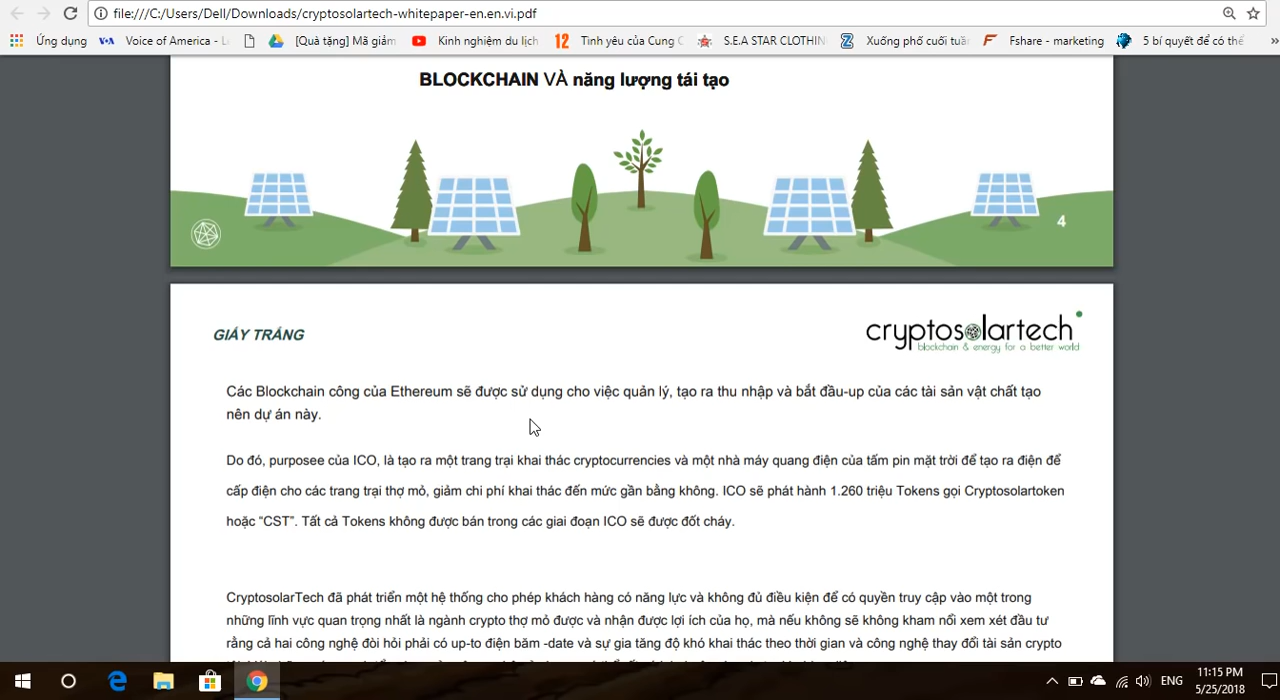 file:///C:/Users/Dell/Downloads/cryptosolartech-whitepaper-en.en.vi.pdf
Ứng dụng
VOA
Voice of America - L
[Quà tặng] Mã giảm
Kinh nghiệm du lịch
12
Tình yêu của Cung
S.E.A STAR CLOTHIN
Z
Xuống phố cuối tuần
F
Fshare - marketing
5 bí quyết để có thể
»
BLOCKCHAIN VÀ năng lượng tái tạo
4
GIẤY TRẮNG
cryptosolartech
blockchain & energy for a better world
Các Blockchain công của Ethereum sẽ được sử dụng cho việc quản lý, tạo ra thu nhập và bắt đầu-up của các tài sản vật chất tạo
nên dự án này.
Do đó, purposee của ICO, là tạo ra một trang trại khai thác cryptocurrencies và một nhà máy quang điện của tấm pin mặt trời để tạo ra điện để
cấp điện cho các trang trại thợ mỏ, giảm chi phí khai thác đến mức gần bằng không. ICO sẽ phát hành 1.260 triệu Tokens gọi Cryptosolartoken
hoặc “CST”. Tất cả Tokens không được bán trong các giai đoạn ICO sẽ được đốt cháy.
CryptosolarTech đã phát triển một hệ thống cho phép khách hàng có năng lực và không đủ điều kiện để có quyền truy cập vào một trong
những lĩnh vực quan trọng nhất là ngành crypto thợ mỏ được và nhận được lợi ích của họ, mà nếu không sẽ không kham nổi xem xét đầu tư
rằng cả hai công nghệ đòi hỏi phải có up-to điện băm -date và sự gia tăng độ khó khai thác theo thời gian và công nghệ thay đổi tài sản crypto
ENG
11:15 PM
5/25/2018